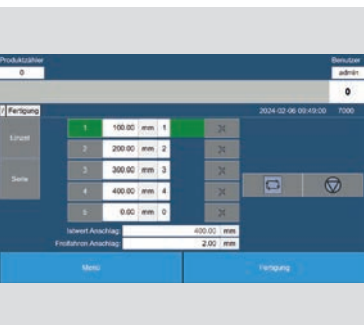 Produktzähler
Benutzer
0
admin
0
/ Fertigung
2024-02-06 09:49:00 7000
Einzel
Serie
1 100.00 mm 1
2 200.00 mm 2
3 300.00 mm 3
4 400.00 mm 4
5 0.00 mm 0
Istwert Anschlag: 400.00 mm
Freifahren Anschlag: 2.00 mm
Menü
Fertigung